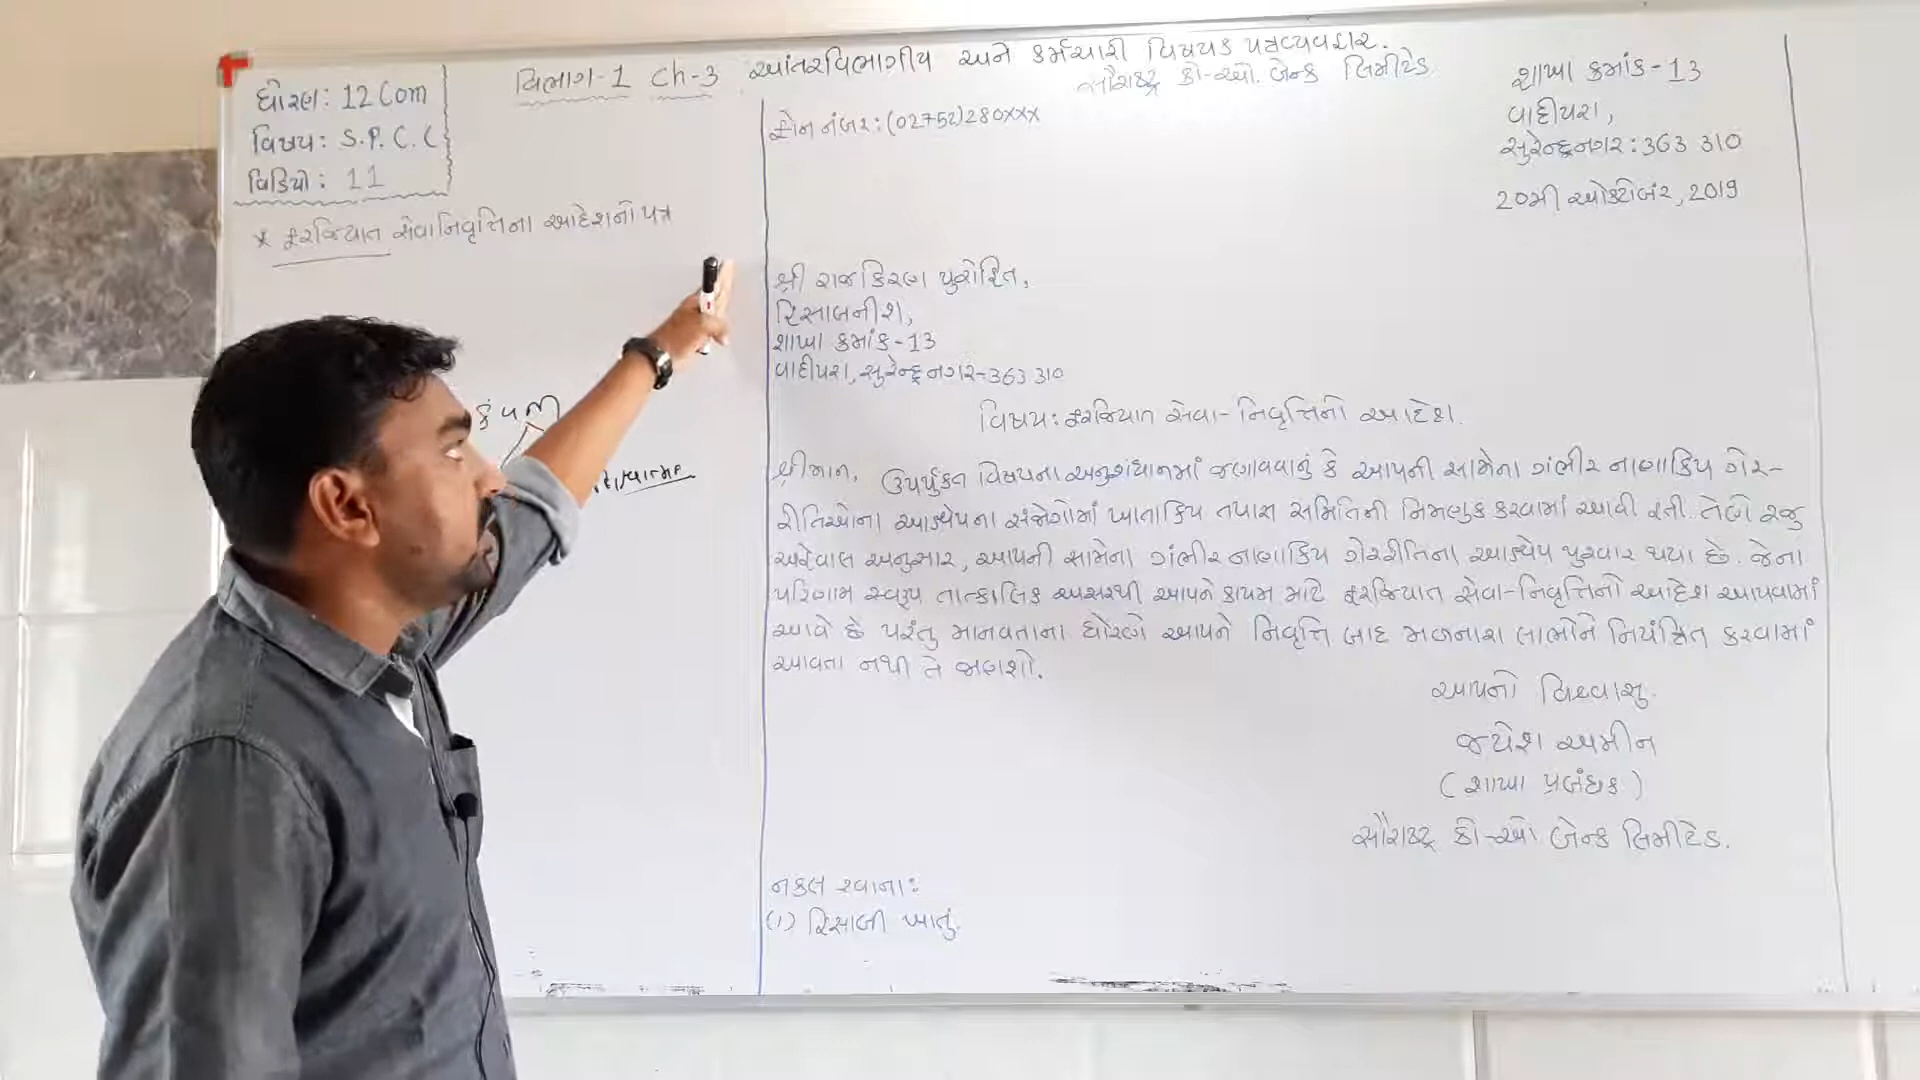 ધોરણ: 12 Com
વિષય: S.P.C.C
વિડિયો: 11
વિભાગ-1 Ch-3 આંતરવિભાગીય અને કર્મચારી વિષયક પત્રવ્યવહાર.
* ફરજિયાત સેવાનિવૃત્તિના આદેશનો પત્ર
કંપની
સૌરાષ્ટ્ર કો-ઓ. બેન્ક લિમીટેડ
ફોન નંબર: (02752)280xxx
શાખા ક્રમાંક-13
વાદીપરા,
સુરેન્દ્રનગર: 363 310
20મી ઓક્ટોબર, 2019
શ્રી રાજકિરણ પુરોહિત,
હિસાબનીશ,
શાખા ક્રમાંક-13
વાદીપરા, સુરેન્દ્રનગર-363 310
વિષય: ફરજિયાત સેવા-નિવૃત્તિનો આદેશ.
શ્રીમાન, ઉપર્યુક્ત વિષયના અનુસંધાનમાં જણાવવાનું કે આપની સામેના ગંભીર નાણાકિય ગેર-
રીતિઓના આક્ષેપના સંજોગોમાં ખાતાકિય તપાસ સમિતિની નિમણુક કરવામાં આવી હતી. તેણે રજુ
અહેવાલ અનુસાર, આપની સામેના ગંભીર નાણાકિય ગેરરીતિના આક્ષેપ પુરવાર થયા છે. જેના
પરિણામ સ્વરૂપ તાત્કાલિક અસરથી આપને કાયમ માટે ફરજિયાત સેવા-નિવૃત્તિનો આદેશ આપવામાં
આવે છે પરંતુ માનવતાના ધોરણે આપને નિવૃત્તિ બાદ મળનારા લાભોને નિયંત્રિત કરવામાં
આવતા નથી તે જાણશો.
આપનો વિશ્વાસુ.
જયેશ અમીન
(શાખા પ્રબંધક)
સૌરાષ્ટ્ર કો-ઓ. બેન્ક લિમીટેડ.
નકલ રવાના:
(1) હિસાબી ખાતું.